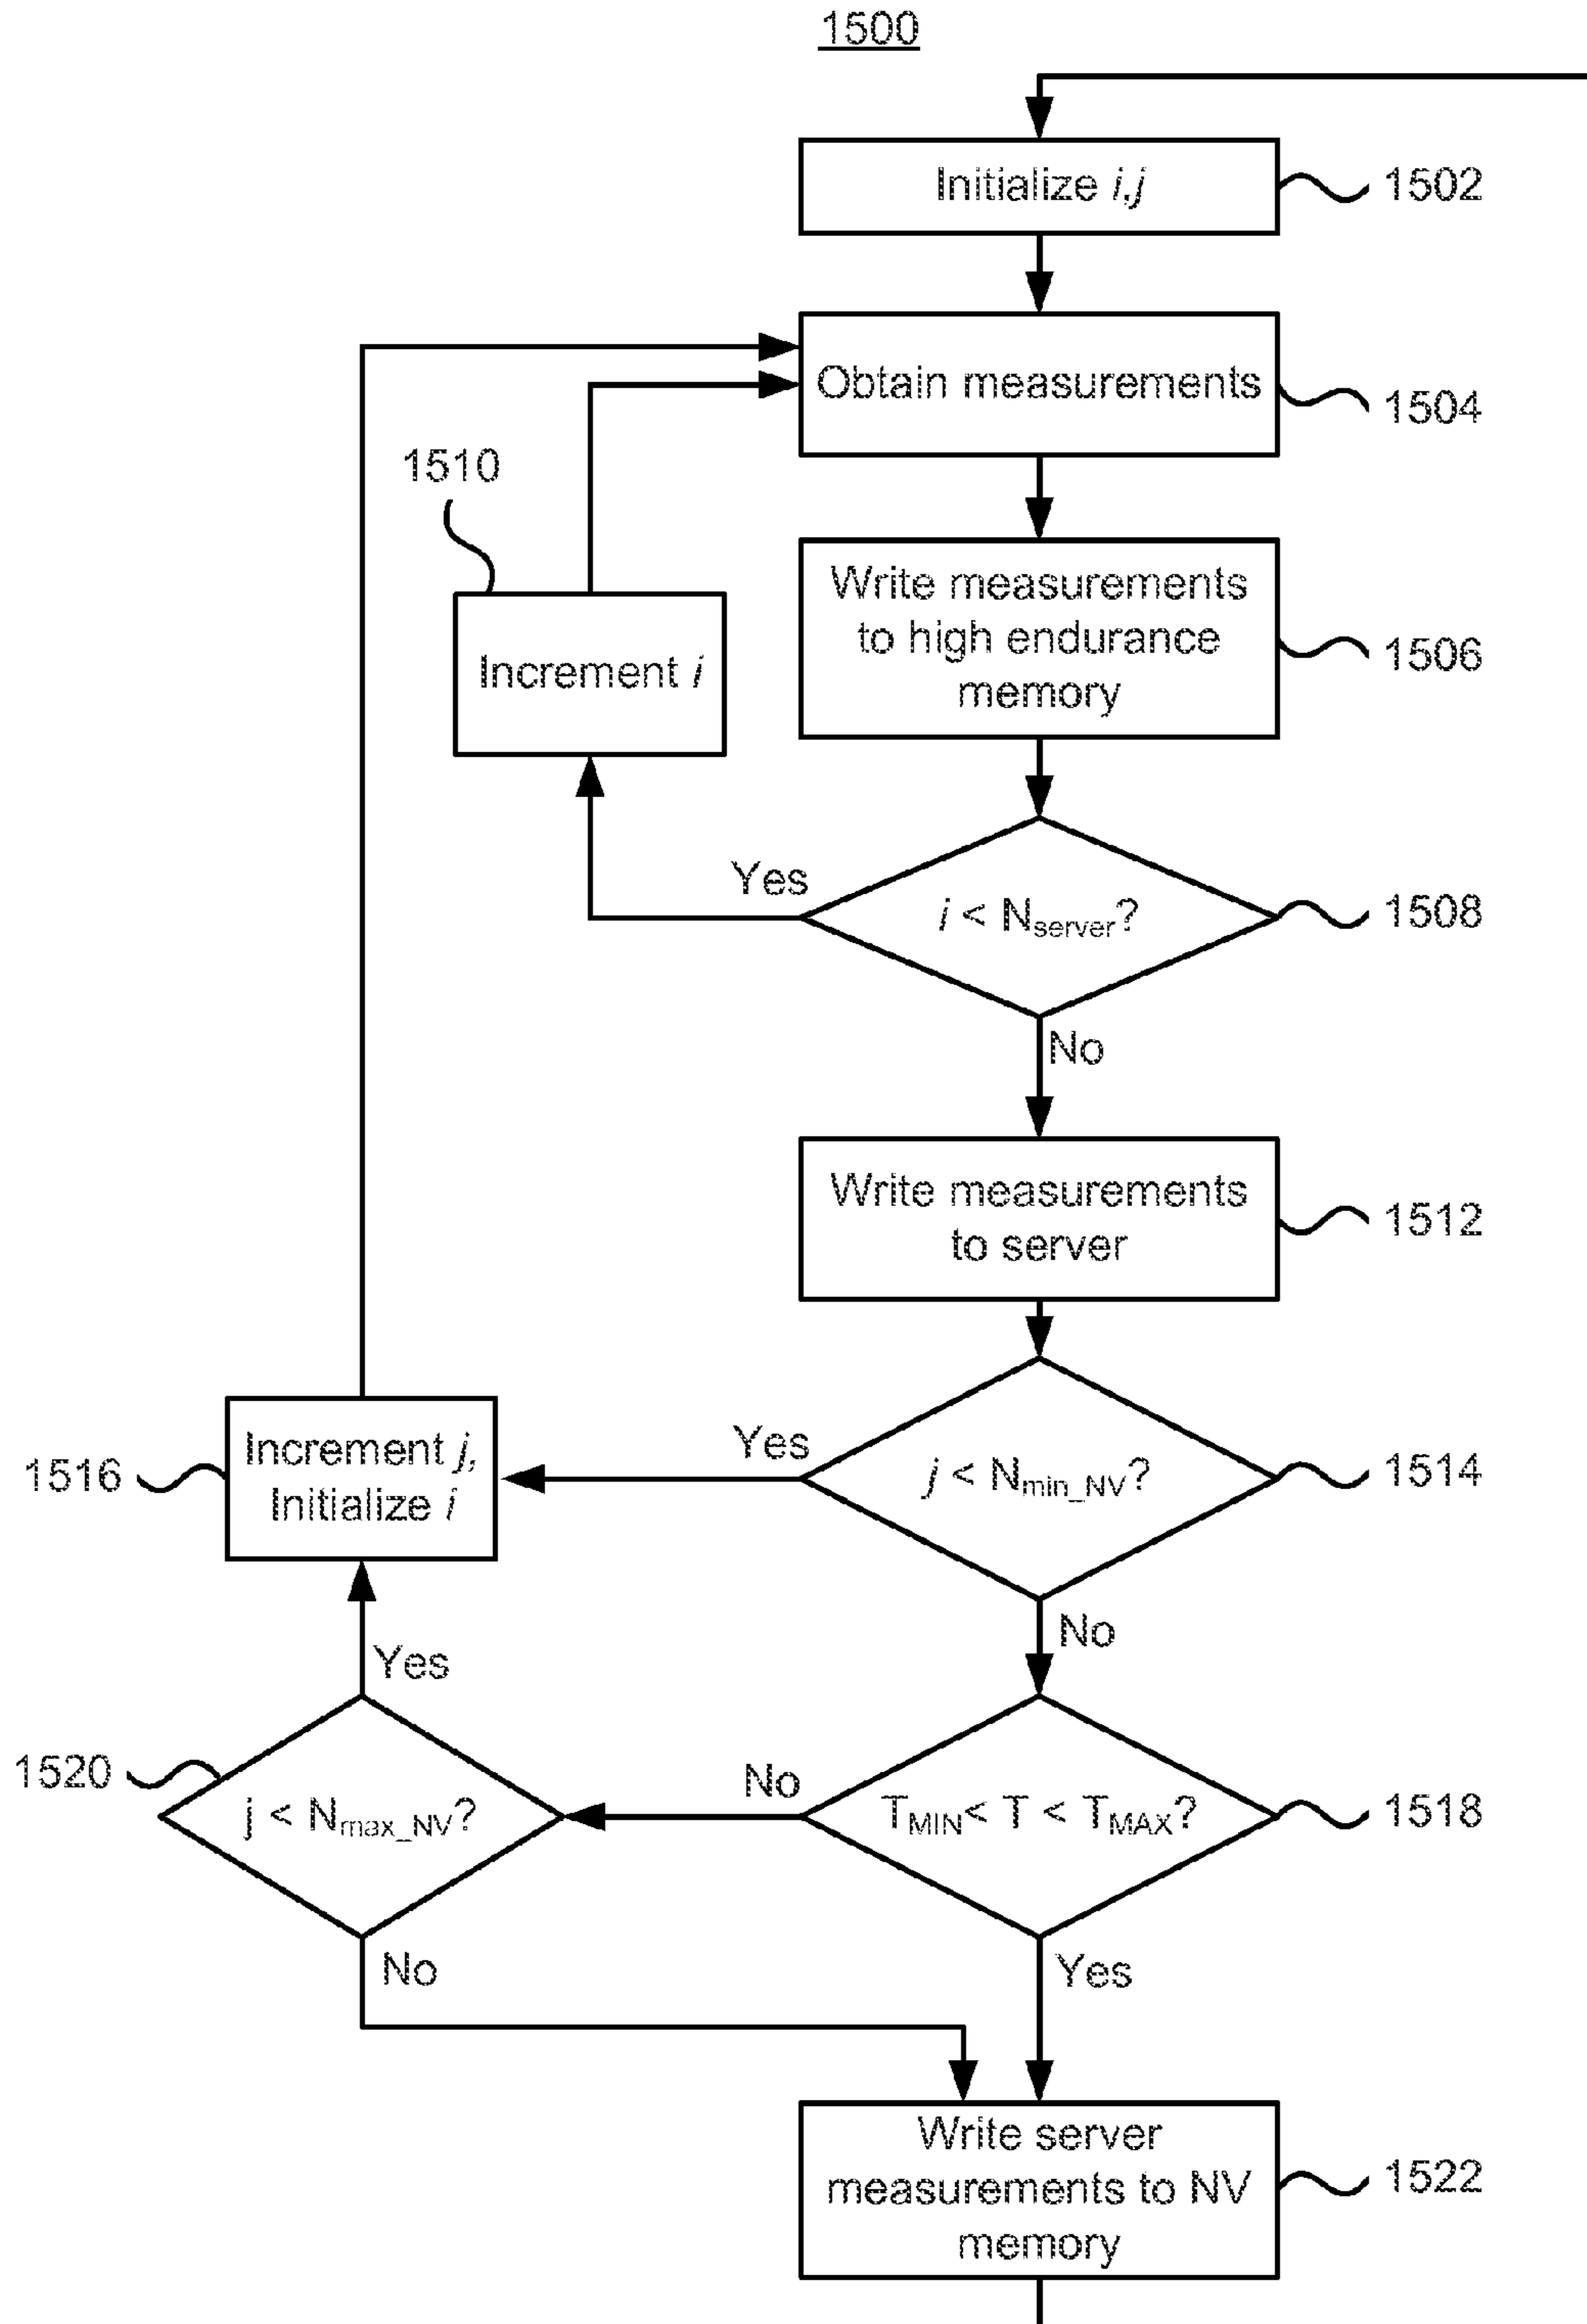 1500
Initialize i,j
1502
Obtain measurements
1504
1510
Write measurements
to high endurance
memory
1506
Increment i
Yes
i < Nserver?
1508
No
Write measurements
to server
1512
Increment j,
Initialize i
1516
Yes
j < Nmin_NV?
1514
No
Yes
1520
j < Nmax_NV?
No
TMIN< T < TMAX?
1518
No
Yes
Write server
measurements to NV
memory
1522